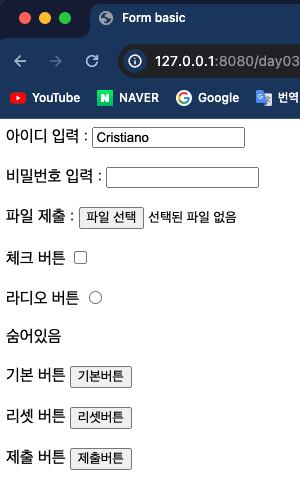 Form basic
127.0.0.1:8080/day03
YouTube NAVER Google 번역
아이디 입력 : Cristiano
비밀번호 입력 :
파일 제출 : 파일 선택 선택된 파일 없음
체크 버튼
라디오 버튼
숨어있음
기본 버튼 기본버튼
리셋 버튼 리셋버튼
제출 버튼 제출버튼